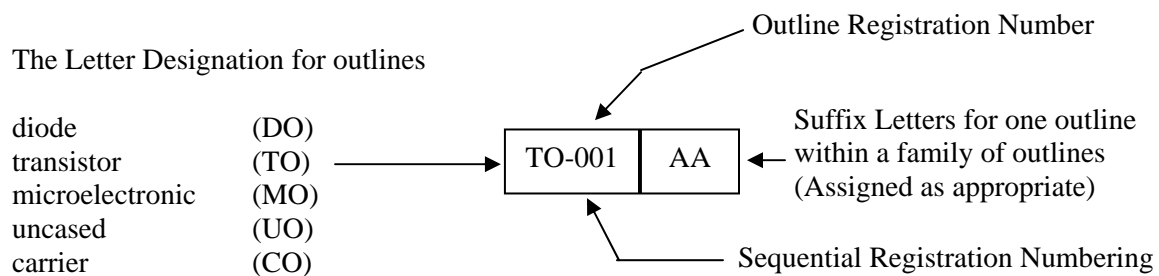 Outline Registration Number
The Letter Designation for outlines
diode (DO)
transistor (TO)
microelectronic (MO)
uncased (UO)
carrier (CO)
TO-001 AA
Suffix Letters for one outline
within a family of outlines
(Assigned as appropriate)
Sequential Registration Numbering